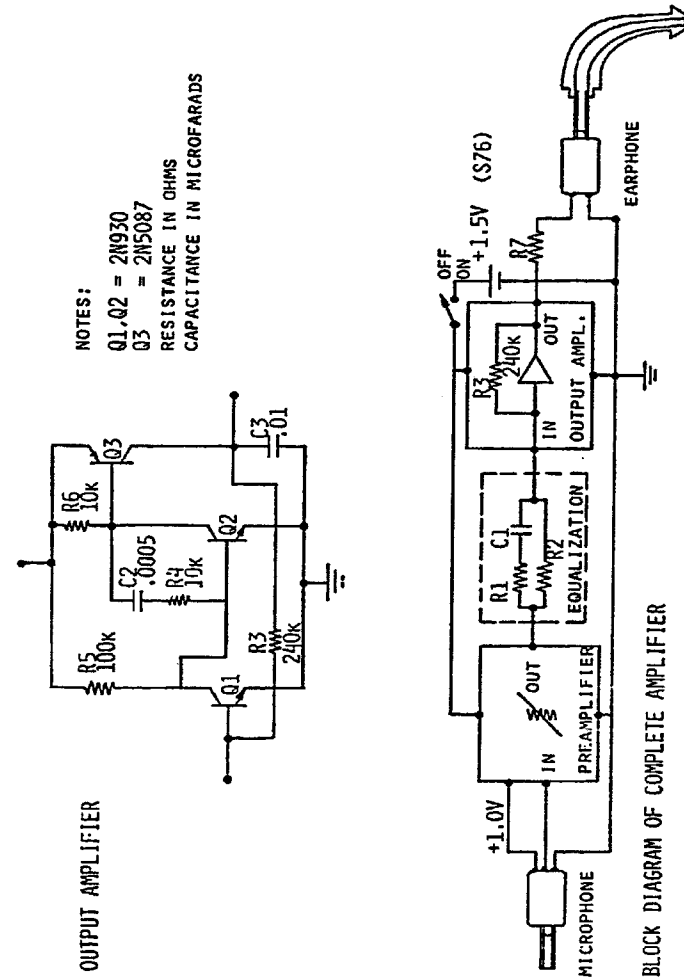 OUTPUT AMPLIFIER
R5
100K
C2
.0005
R4
10K
R6
10K
Q3
Q1
Q2
R3
240K
C3
.01
NOTES:
Q1,Q2 = 2N930
Q3 = 2N5087
RESISTANCE IN OHMS
CAPACITANCE IN MICROFARADS
MICROPHONE
+1.0V
IN
OUT
PREAMPLIFIER
R1
C1
R2
EQUALIZATION
IN
R3
240K
OUT
OUTPUT AMPL.
OFF
ON
+1.5V (S76)
R7
EARPHONE
BLOCK DIAGRAM OF COMPLETE AMPLIFIER